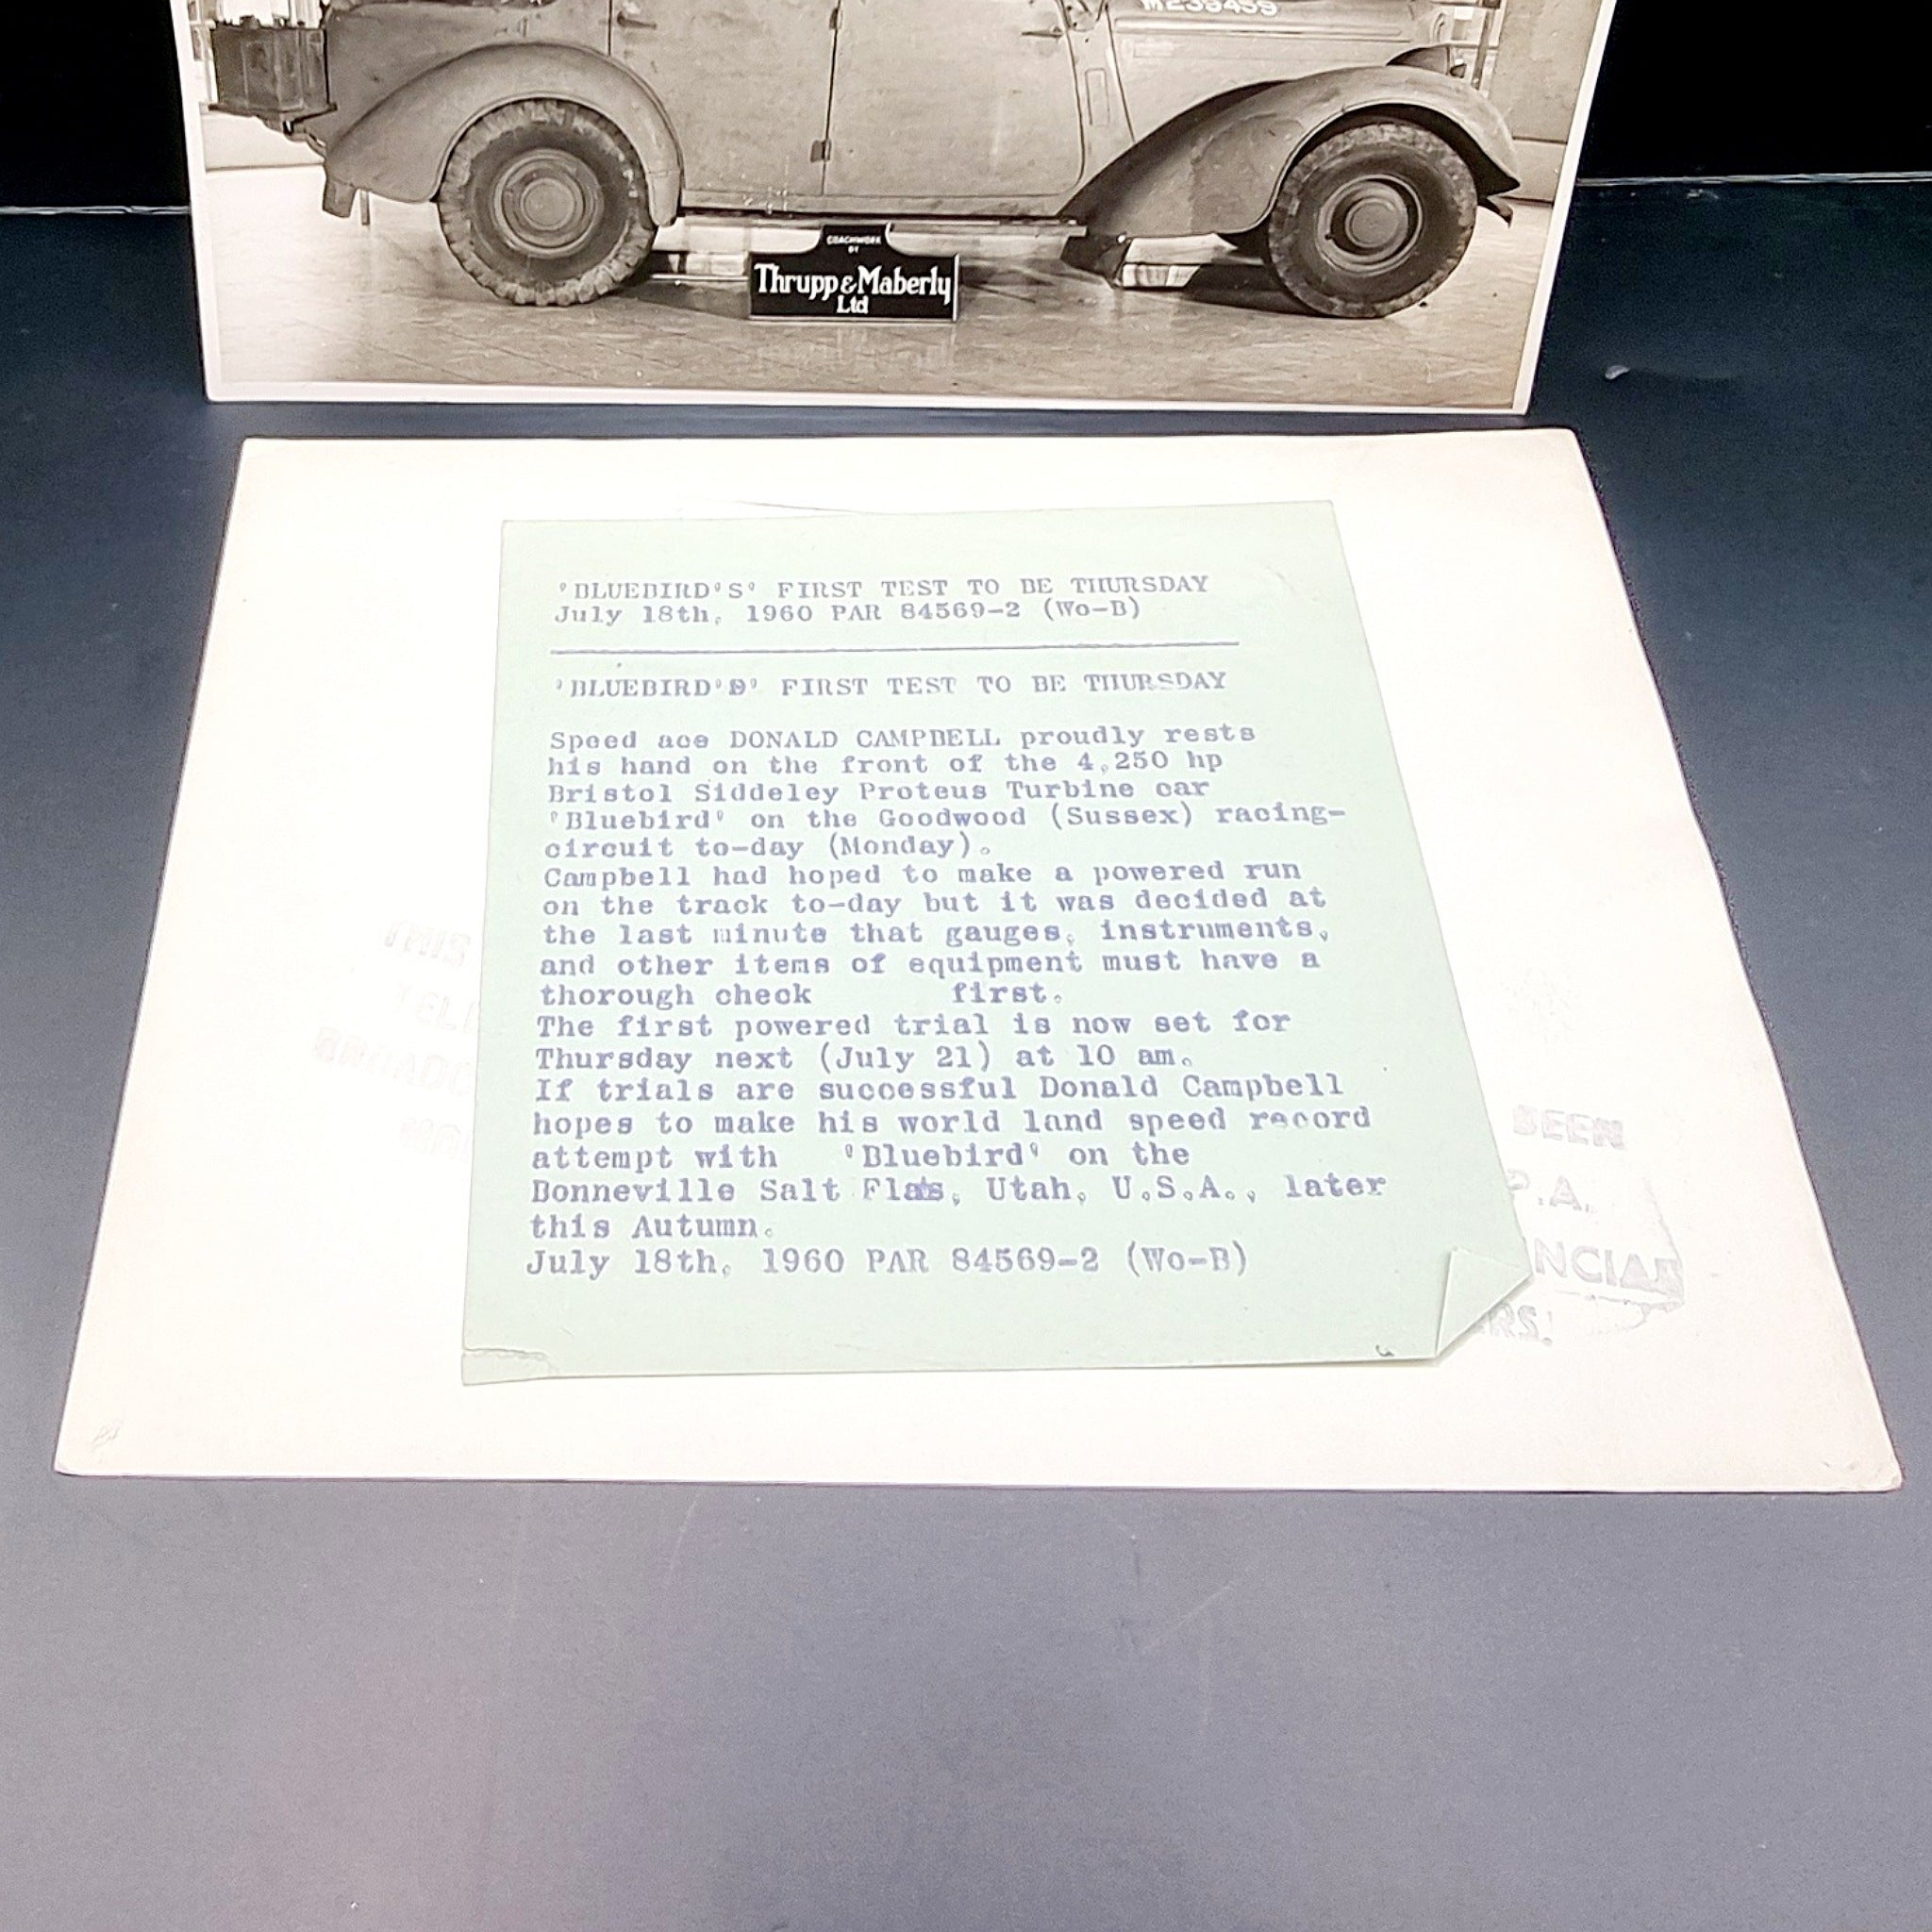 M239459
COACHWORK
BY
Thrupp & Maberly
Ltd
'BLUEBIRD'S' FIRST TEST TO BE THURSDAY
July 18th, 1960 PAR 84569-2 (Wo-B)
'BLUEBIRD'S' FIRST TEST TO BE THURSDAY
Speed ace DONALD CAMPBELL proudly rests
his hand on the front of the 4,250 hp
Bristol Siddeley Proteus Turbine car
'Bluebird' on the Goodwood (Sussex) racing-
circuit to-day (Monday).
Campbell had hoped to make a powered run
on the track to-day but it was decided at
the last minute that gauges, instruments,
and other items of equipment must have a
thorough check first.
The first powered trial is now set for
Thursday next (July 21) at 10 am.
If trials are successful Donald Campbell
hopes to make his world land speed record
attempt with 'Bluebird' on the
Bonneville Salt Flats, Utah, U.S.A., later
this Autumn.
July 18th, 1960 PAR 84569-2 (Wo-B)
BEEN
P.A.
NCIAL
RS!